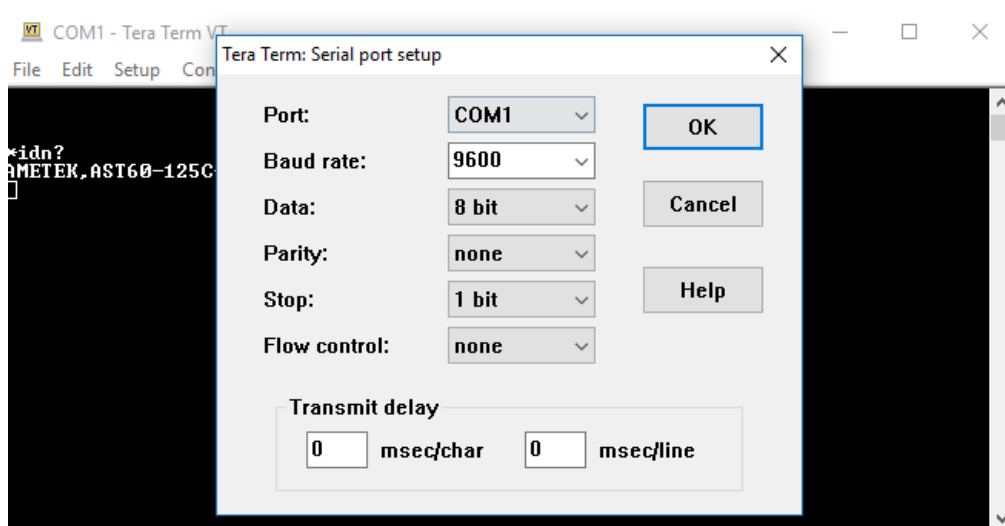 COM1 - Tera Term VT
File Edit Setup Con
*idn?
AMETEK,AST60-125C
Tera Term: Serial port setup
Port: COM1
Baud rate: 9600
Data: 8 bit
Parity: none
Stop: 1 bit
Flow control: none
OK
Cancel
Help
Transmit delay
0 msec/char 0 msec/line